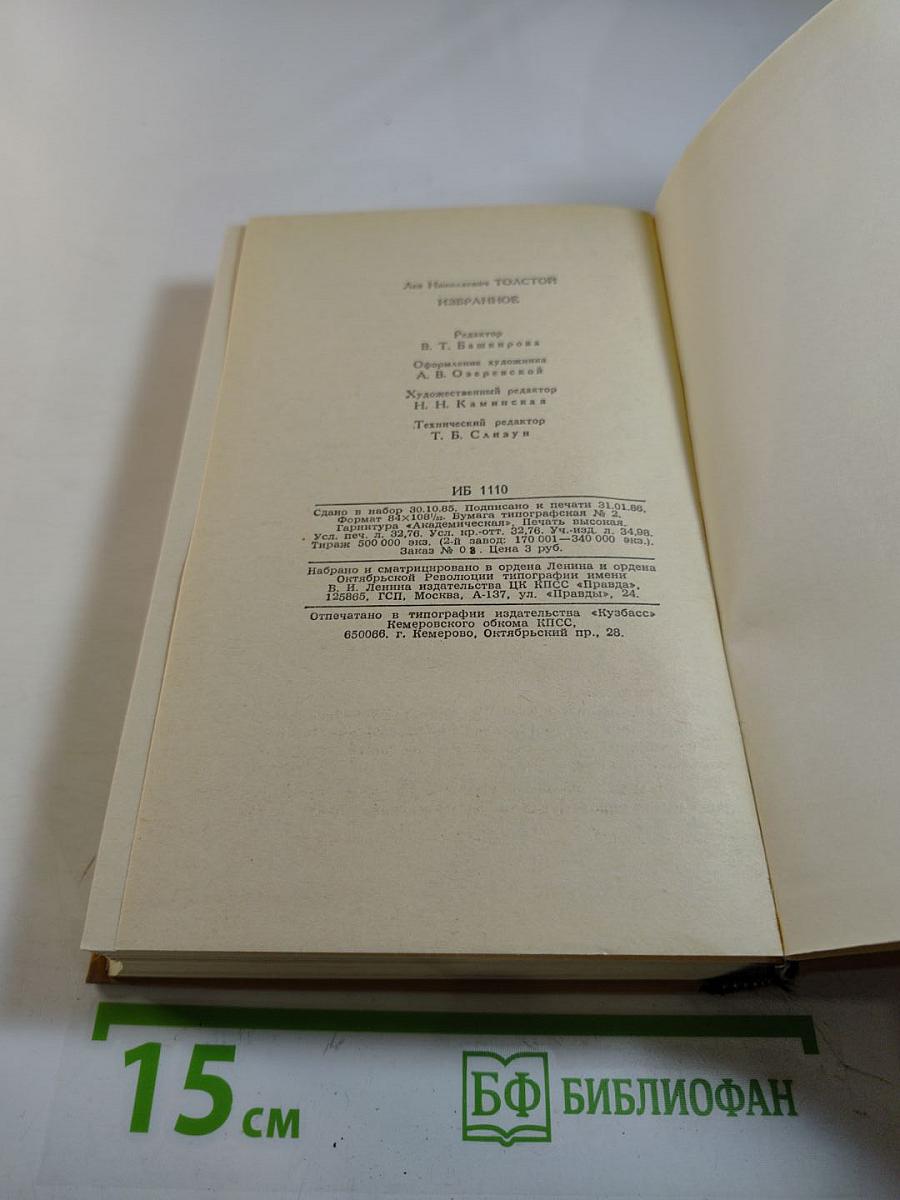 Лев Николаевич ТОЛСТОЙ
ИЗБРАННОЕ
Редактор
В. Т. Башкирова
Оформление художника
А. В. Озеревской
Художественный редактор
Н. Н. Каминская
Технический редактор
Т. Б. Слизун
ИБ 1110
Сдано в набор 30.10.85. Подписано к печати 31.01.86.
Формат 84×108¹/₃₂. Бумага типографская № 2.
Гарнитура «Академическая». Печать высокая.
Усл. печ. л. 32,76. Усл. кр.-отт. 32,76. Уч.-изд. л. 34,98.
Тираж 500 000 экз. (2-й завод: 170 001—340 000 экз.).
Заказ № 03. Цена 3 руб.
Набрано и сматрицировано в ордена Ленина и ордена
Октябрьской Революции типографии имени
В. И. Ленина издательства ЦК КПСС «Правда»,
125865, ГСП, Москва, А-137, ул. «Правды», 24.
Отпечатано в типографии издательства «Кузбасс»
Кемеровского обкома КПСС,
650066. г. Кемерово, Октябрьский пр., 28.
15 см
БФ БИБЛИОФАН